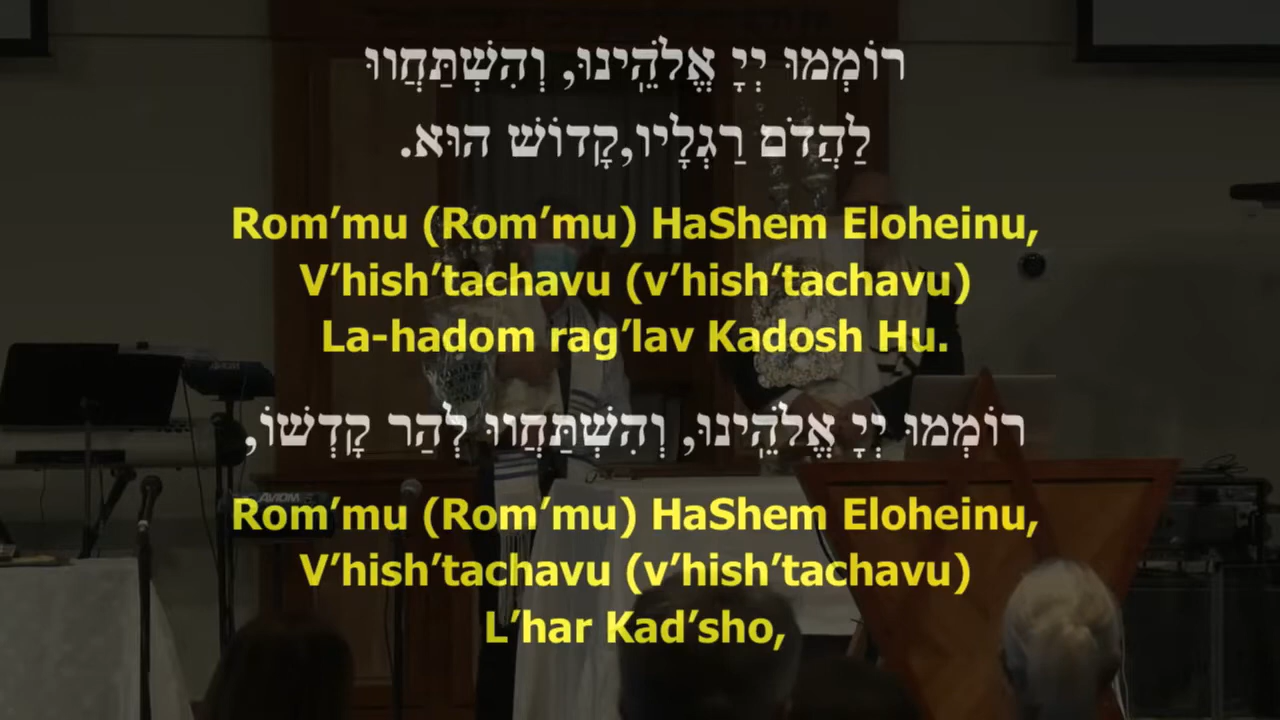 רוֹמְמוּ יְיָ אֱלֹהֵֽינוּ, וְהִשְׁתַּחֲווּ
לַהֲדֹם רַגְלָיו,קָדוֹשׁ הוּא.
Rom’mu (Rom’mu) HaShem Eloheinu,
V’hish’tachavu (v’hish’tachavu)
La-hadom rag’lav Kadosh Hu.
רוֹמְמוּ יְיָ אֱלֹהֵֽינוּ, וְהִשְׁתַּחֲווּ לְהַר קָדְשׁוֹ,
AVIOM
AVIOM
Rom’mu (Rom’mu) HaShem Eloheinu,
V’hish’tachavu (v’hish’tachavu)
L’har Kad’sho,